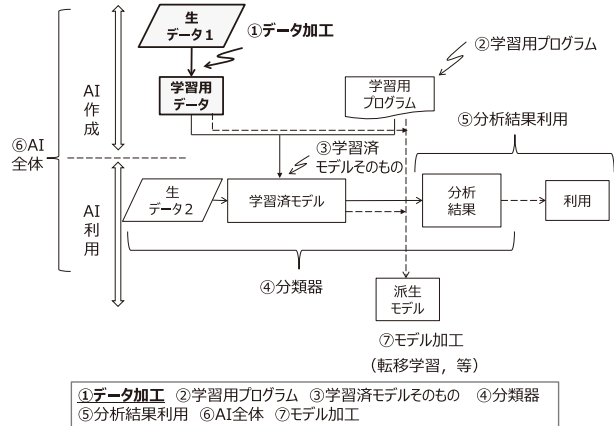 生
データ1
①データ加工
②学習用プログラム
学習用
データ
学習用
プログラム
AI
作成
⑤分析結果利用
⑥AI
全体
③学習済
モデルそのもの
AI
利用
生
データ2
学習済モデル
分析
結果
利用
④分類器
派生
モデル
⑦モデル加工
(転移学習，等)
①データ加工 ②学習用プログラム ③学習済モデルそのもの ④分類器
⑤分析結果利用 ⑥AI全体 ⑦モデル加工